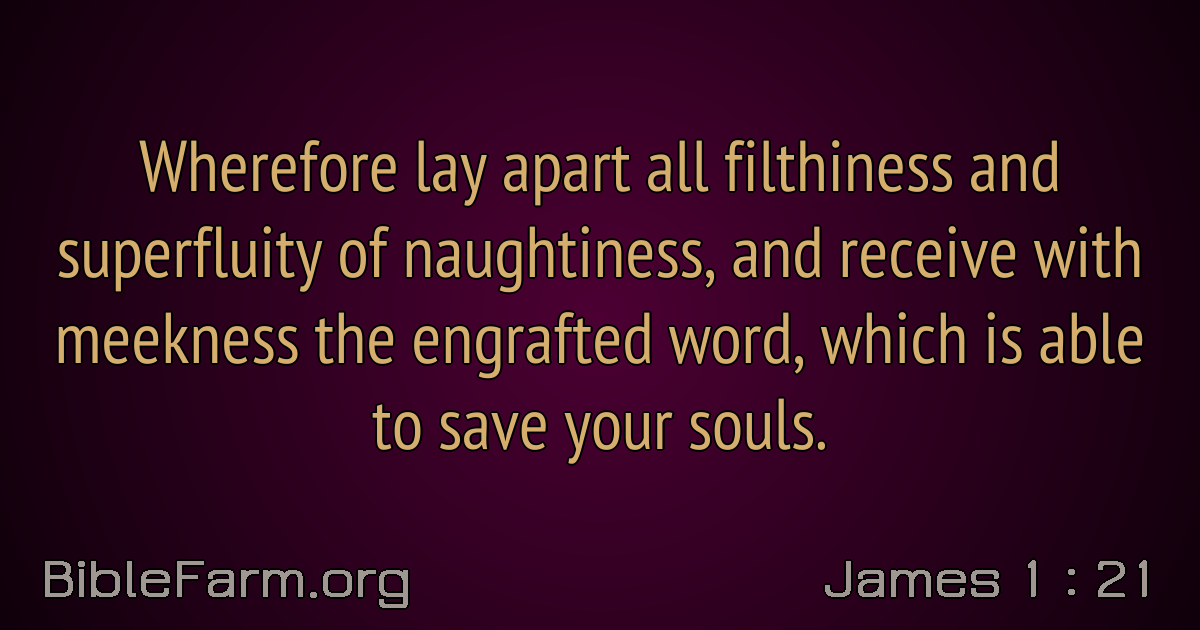 Wherefore lay apart all filthiness and
superfluity of naughtiness, and receive with
meekness the engrafted word, which is able
to save your souls.
BibleFarm.org
James 1 : 21